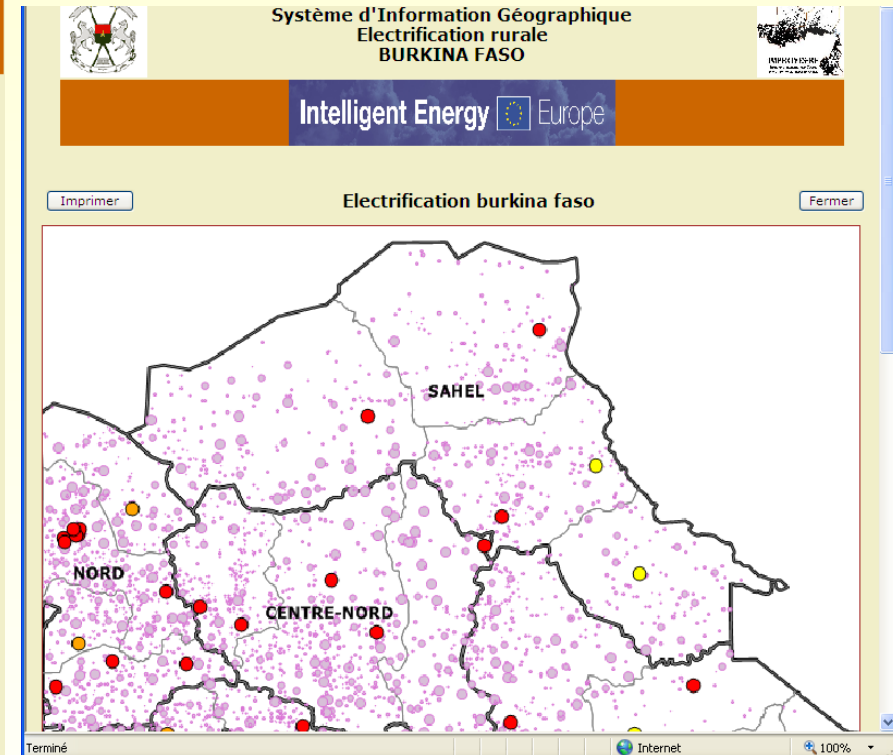 Système d'Information Géographique
Electrification rurale
BURKINA FASO
Intelligent Energy Europe
Imprimer
Electrification burkina faso
Fermer
SAHEL
NORD
CENTRE-NORD
Terminé
Internet
100%